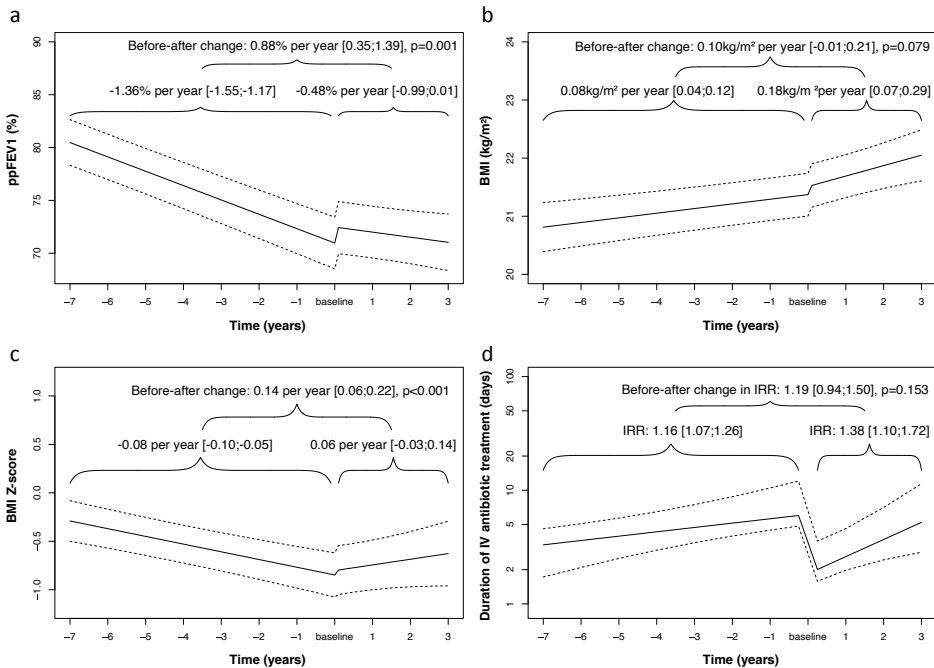 a
Before-after change: 0.88% per year [0.35;1.39], p=0.001
-1.36% per year [-1.55;-1.17]
-0.48% per year [-0.99;0.01]
ppFEV1 (%)
90
85
80
75
70
−7 −6 −5 −4 −3 −2 −1 baseline 1 2 3
Time (years)
b
Before-after change: 0.10kg/m² per year [-0.01;0.21], p=0.079
0.08kg/m² per year [0.04;0.12]
0.18kg/m ²per year [0.07;0.29]
BMI (kg/m²)
24
23
22
21
20
−7 −6 −5 −4 −3 −2 −1 baseline 1 2 3
Time (years)
c
Before-after change: 0.14 per year [0.06;0.22], p<0.001
-0.08 per year [-0.10;-0.05]
0.06 year [-0.03;0.14]
BMI Z-score
1.0
0.5
0.0
−0.5
−1.0
−7 −6 −5 −4 −3 −2 −1 baseline 1 2 3
Time (years)
d
Before-after change in IRR: 1.19 [0.94;1.50], p=0.153
IRR: 1.16 [1.07;1.26]
IRR: 1.38 [1.10;1.72]
Duration of IV antibiotic treatment (days)
100
50
20
10
5
2
1
−7 −6 −5 −4 −3 −2 −1 baseline 1 2 3
Time (years)